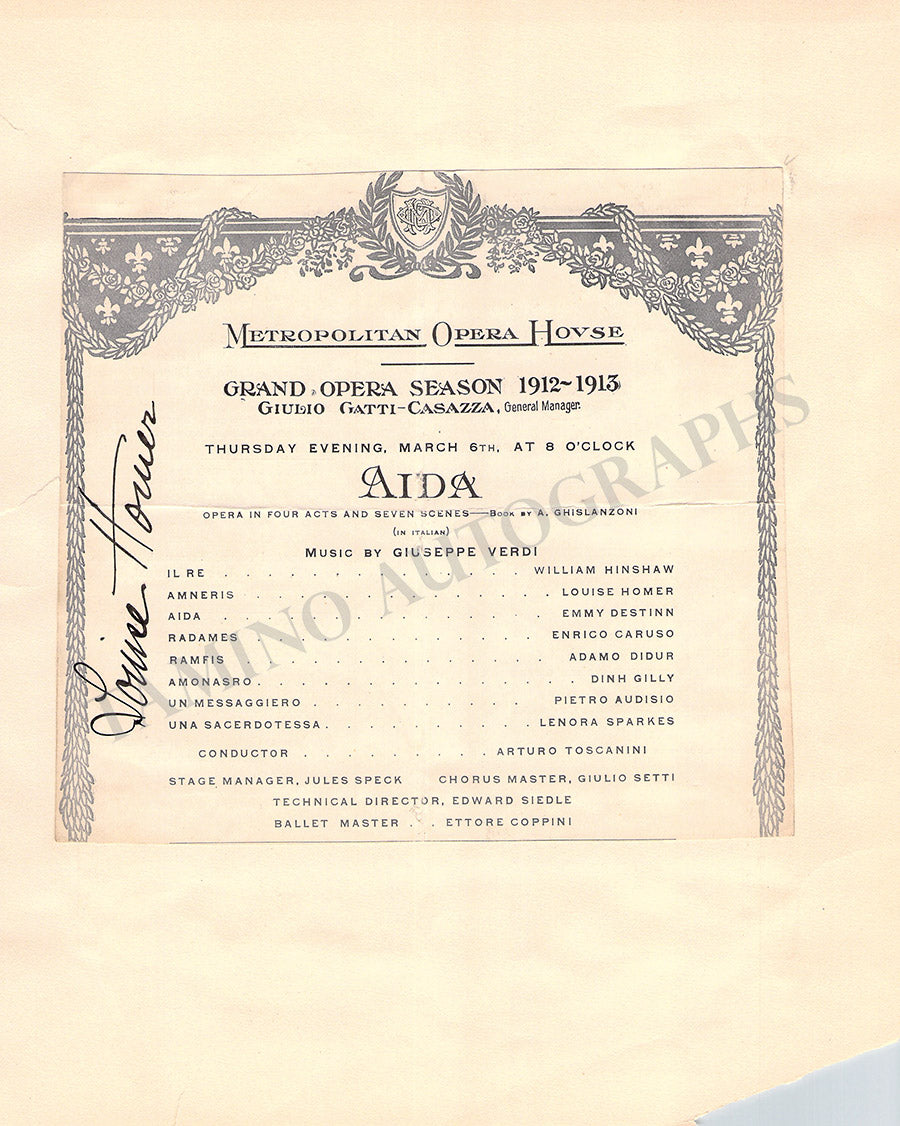 METROPOLITAN OPERA HOVSE
GRAND OPERA SEASON 1912~1913
GIULIO GATTI-CASAZZA, General Manager.
THURSDAY EVENING, MARCH 6TH, AT 8 O'CLOCK
AIDA
OPERA IN FOUR ACTS AND SEVEN SCENES—BOOK BY A. GHISLANZONI
(IN ITALIAN)
MUSIC BY GIUSEPPE VERDI
IL RE . . . . . . . . . . . . WILLIAM HINSHAW
AMNERIS . . . . . . . . . . . . LOUISE HOMER
AIDA . . . . . . . . . . . . EMMY DESTINN
RADAMES . . . . . . . . . . . . ENRICO CARUSO
RAMFIS . . . . . . . . . . . . ADAMO DIDUR
AMONASRO . . . . . . . . . . . . DINH GILLY
UN MESSAGGIERO . . . . . . . . . PIETRO AUDISIO
UNA SACERDOTESSA . . . . . . . . . LENORA SPARKES
CONDUCTOR . . . . . . . . . ARTURO TOSCANINI
STAGE MANAGER, JULES SPECK CHORUS MASTER, GIULIO SETTI
TECHNICAL DIRECTOR, EDWARD SIEDLE
BALLET MASTER . . ETTORE COPPINI
Louise Homer
TAMINO AUTOGRAPHS